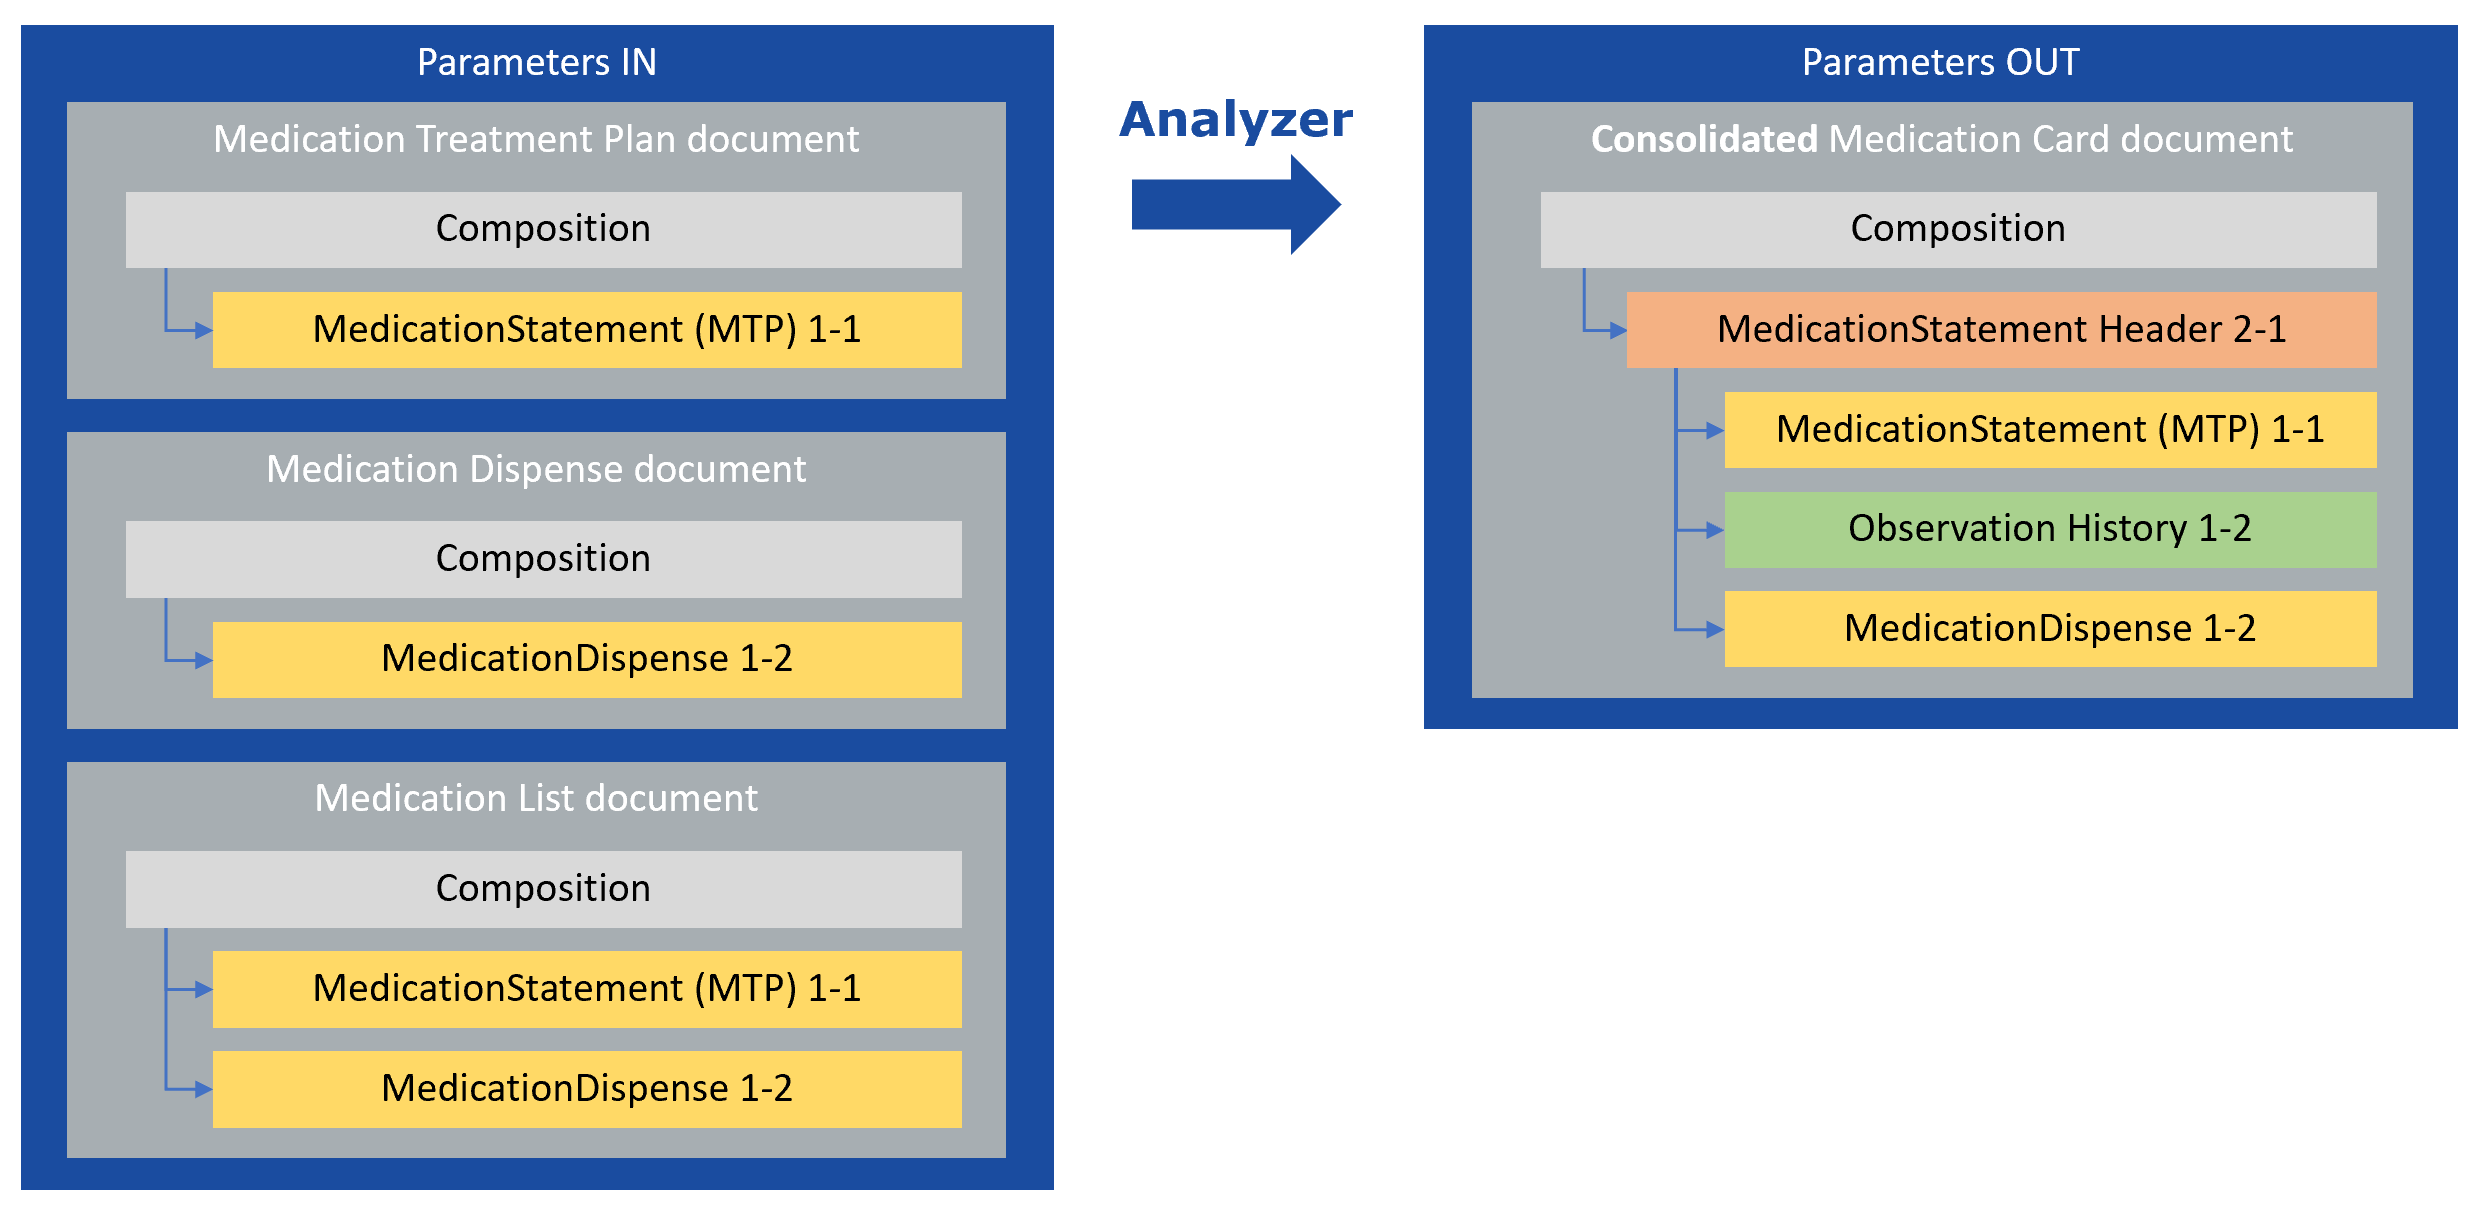 Parameters IN
Medication Treatment Plan document
Composition
MedicationStatement (MTP) 1-1
Medication Dispense document
Composition
MedicationDispense 1-2
Medication List document
Composition
MedicationStatement (MTP) 1-1
MedicationDispense 1-2
Analyzer
Parameters OUT
Consolidated Medication Card document
Composition
MedicationStatement Header 2-1
MedicationStatement (MTP) 1-1
Observation History 1-2
MedicationDispense 1-2